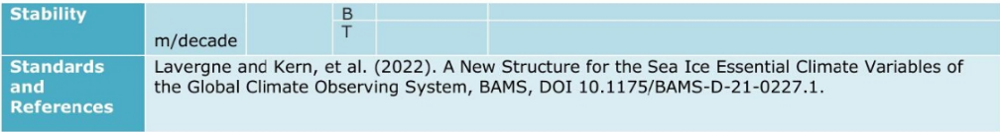 Stability
B
m/decade
T
Standards and References
Lavergne and Kern, et al. (2022). A New Structure for the Sea Ice Essential Climate Variables of
the Global Climate Observing System, BAMS, DOI 10.1175/BAMS-D-21-0227.1.